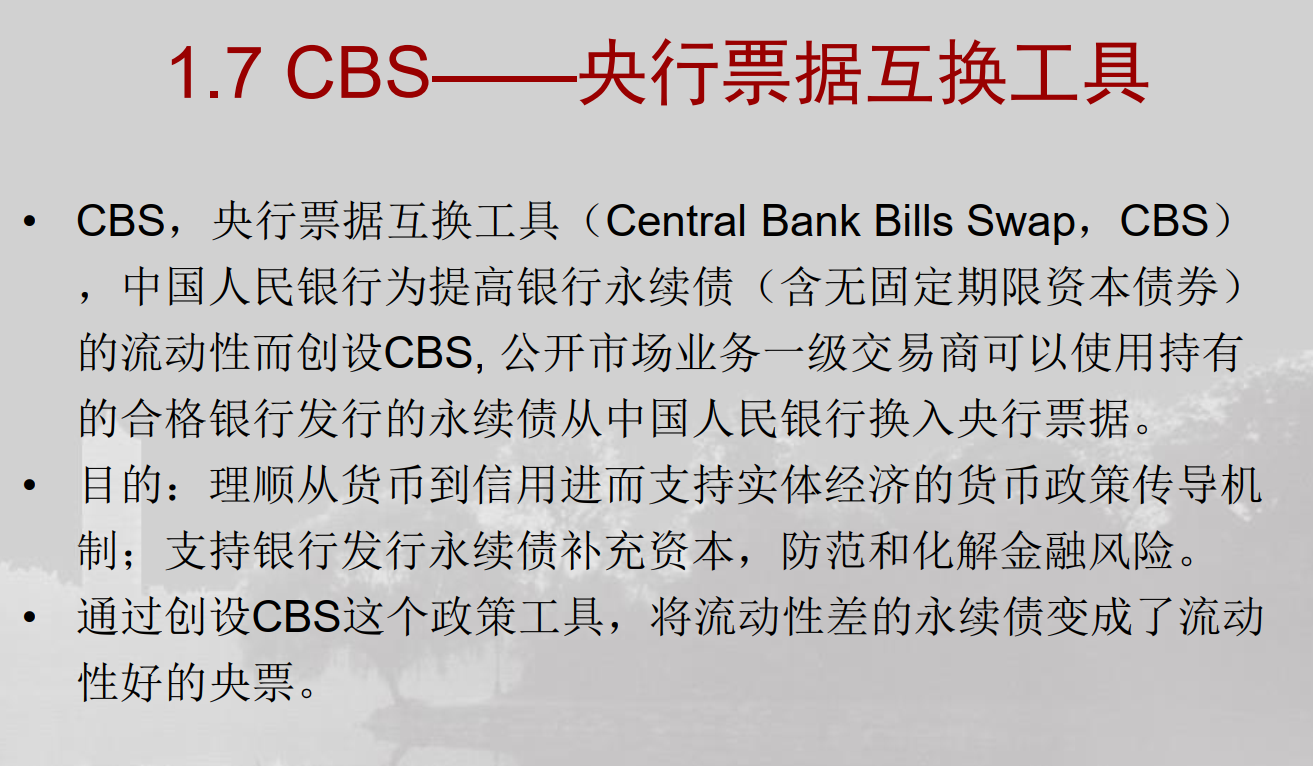 1.7 CBS——央行票据互换工具
• CBS，央行票据互换工具（Central Bank Bills Swap，CBS）
，中国人民银行为提高银行永续债（含无固定期限资本债券）
的流动性而创设CBS, 公开市场业务一级交易商可以使用持有
的合格银行发行的永续债从中国人民银行换入央行票据。
• 目的：理顺从货币到信用进而支持实体经济的货币政策传导机
制；支持银行发行永续债补充资本，防范和化解金融风险。
• 通过创设CBS这个政策工具，将流动性差的永续债变成了流动
性好的央票。